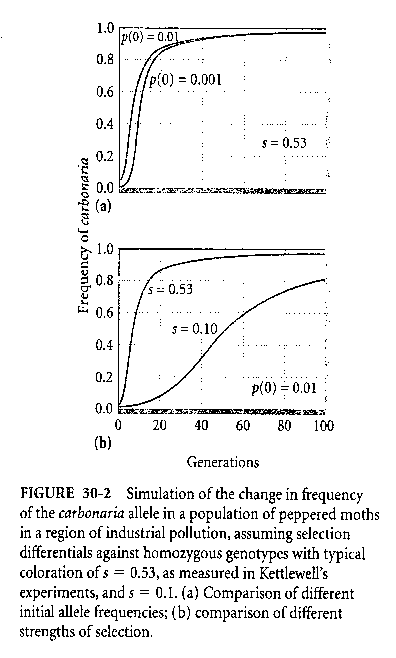 Frequency of carbonaria
1.0
p(0) = 0.01
0.8
p(0) = 0.001
0.6
0.4
s = 0.53
0.2
0.0
(a)
1.0
0.8
s = 0.53
0.6
s = 0.10
0.4
0.2
p(0) = 0.01
0.0
0 20 40 60 80 100
(b)
Generations
FIGURE 30-2 Simulation of the change in frequency
of the carbonaria allele in a population of peppered moths
in a region of industrial pollution, assuming selection
differentials against homozygous genotypes with typical
coloration of s = 0.53, as measured in Kettlewell's
experiments, and s = 0.1. (a) Comparison of different
initial allele frequencies; (b) comparison of different
strengths of selection.